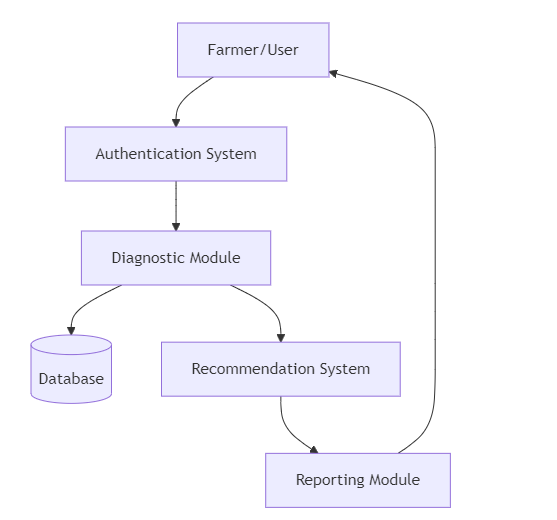 Farmer/User
Authentication System
Diagnostic Module
Database
Recommendation System
Reporting Module